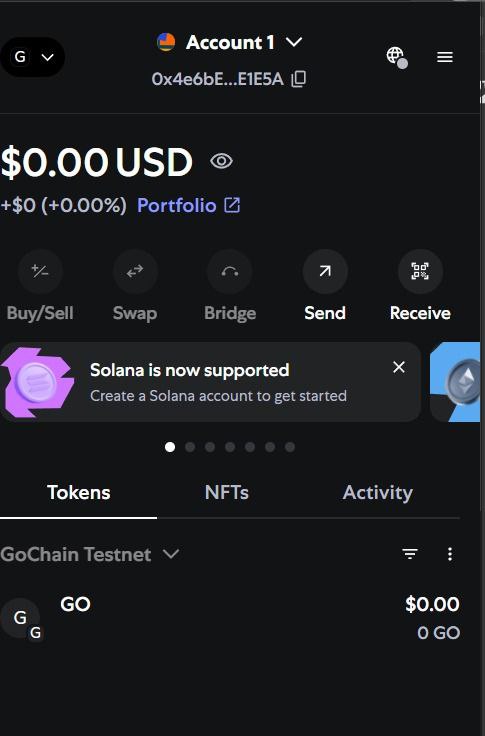 G
Account 1
0x4e6bE...E1E5A
$0.00 USD
+$0 (+0.00%) Portfolio
Buy/Sell Swap Bridge Send Receive
Solana is now supported
Create a Solana account to get started
Tokens NFTs Activity
GoChain Testnet
G G GO $0.00
0 GO